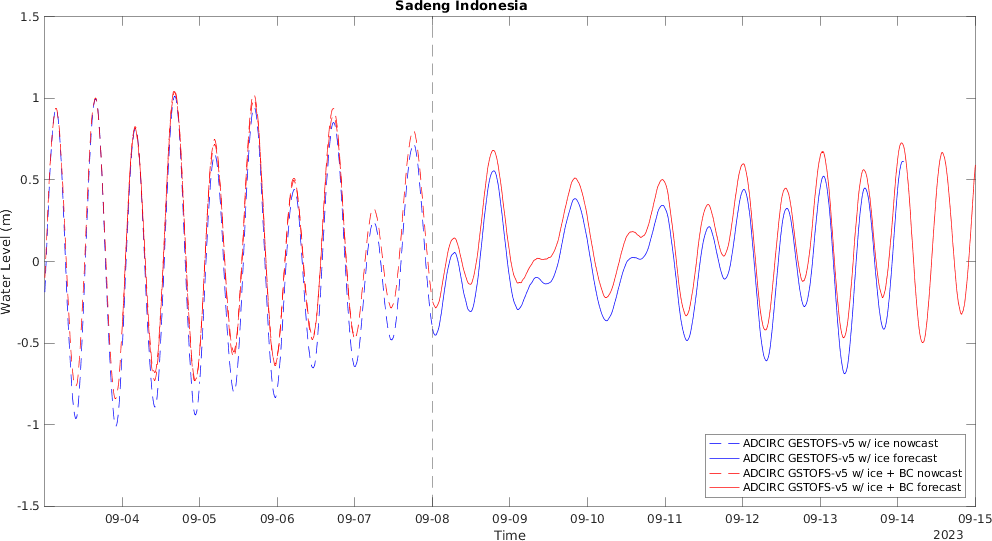 Sadeng Indonesia
1.5
1
0.5
0
-0.5
-1
-1.5
Water Level (m)
09-04 09-05 09-06 09-07 09-08 09-09 09-10 09-11 09-12 09-13 09-14 09-15
Time
2023
ADCIRC GESTOFS-v5 w/ ice nowcast
ADCIRC GESTOFS-v5 w/ ice forecast
ADCIRC GSTOFS-v5 w/ ice + BC nowcast
ADCIRC GSTOFS-v5 w/ ice + BC forecast